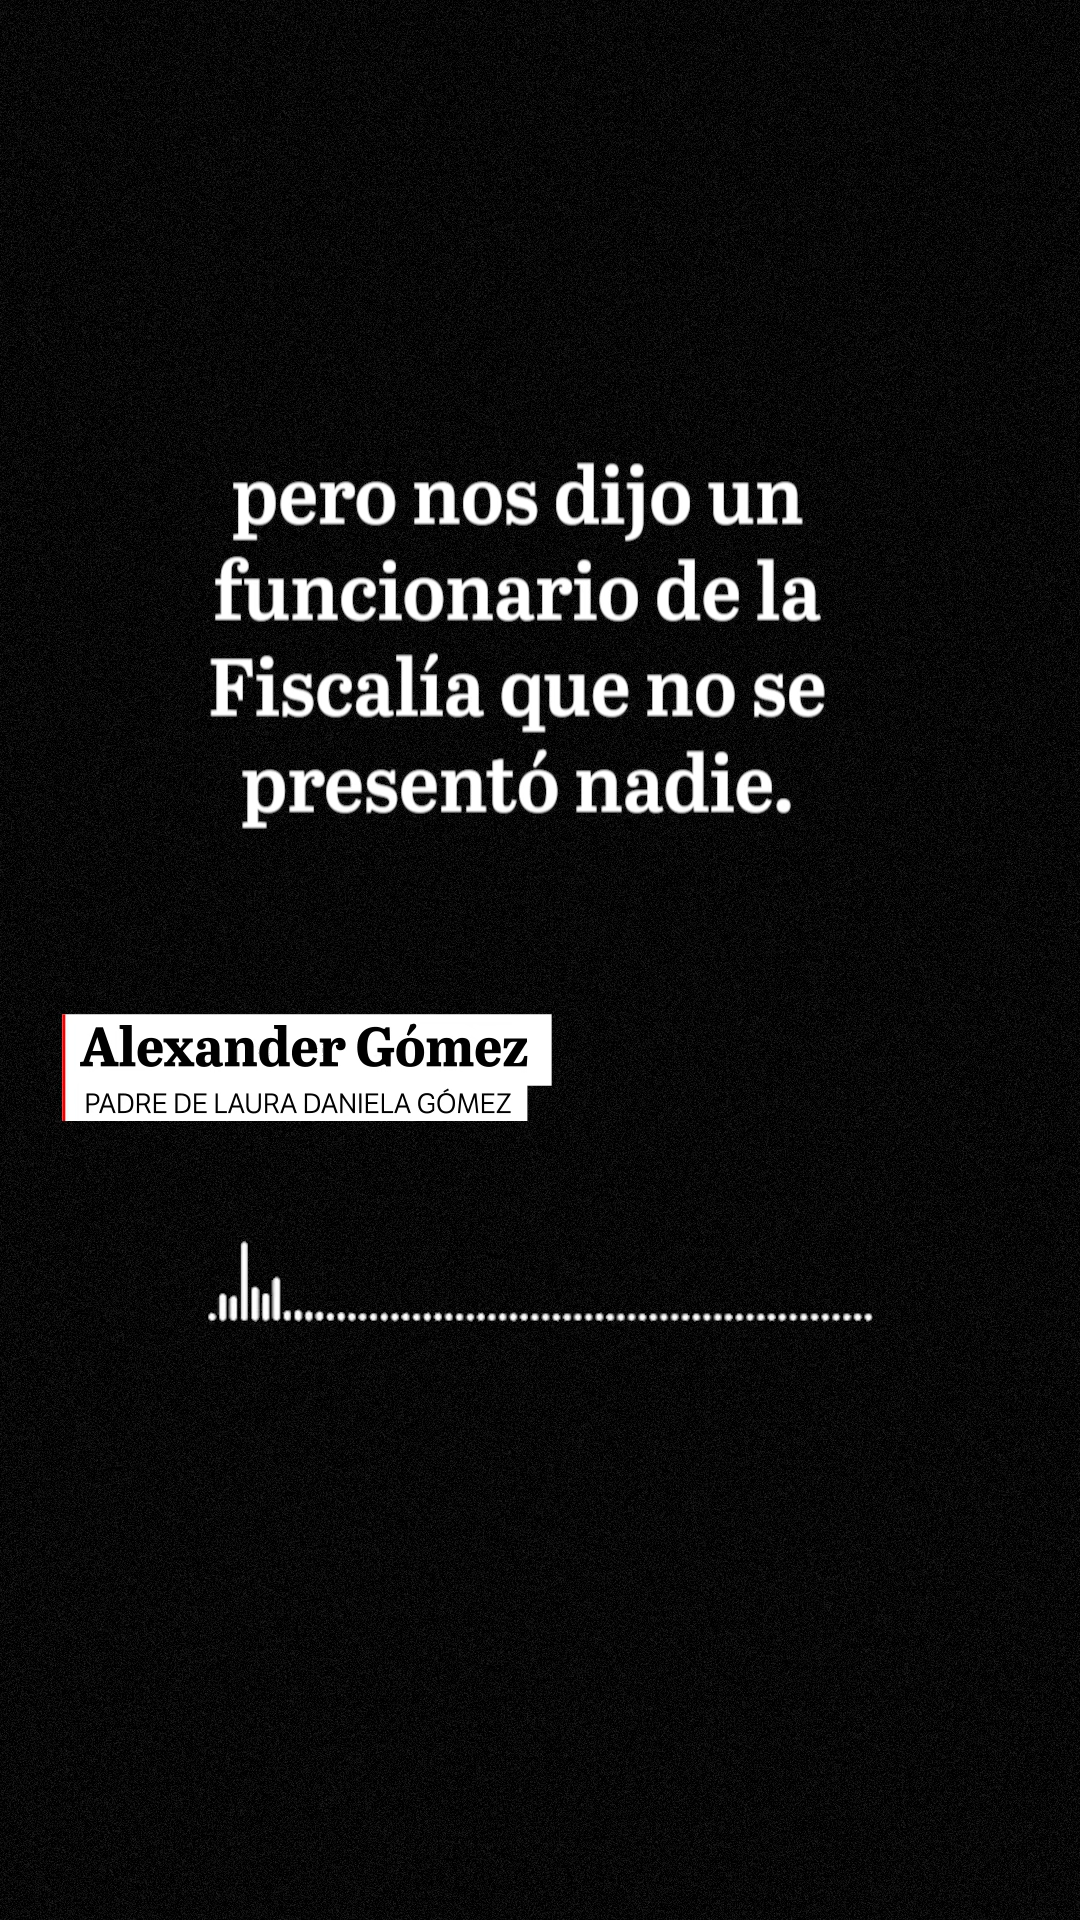 pero nos dijo un
funcionario de la
Fiscalía que no se
presentó nadie.
Alexander Gómez
PADRE DE LAURA DANIELA GÓMEZ